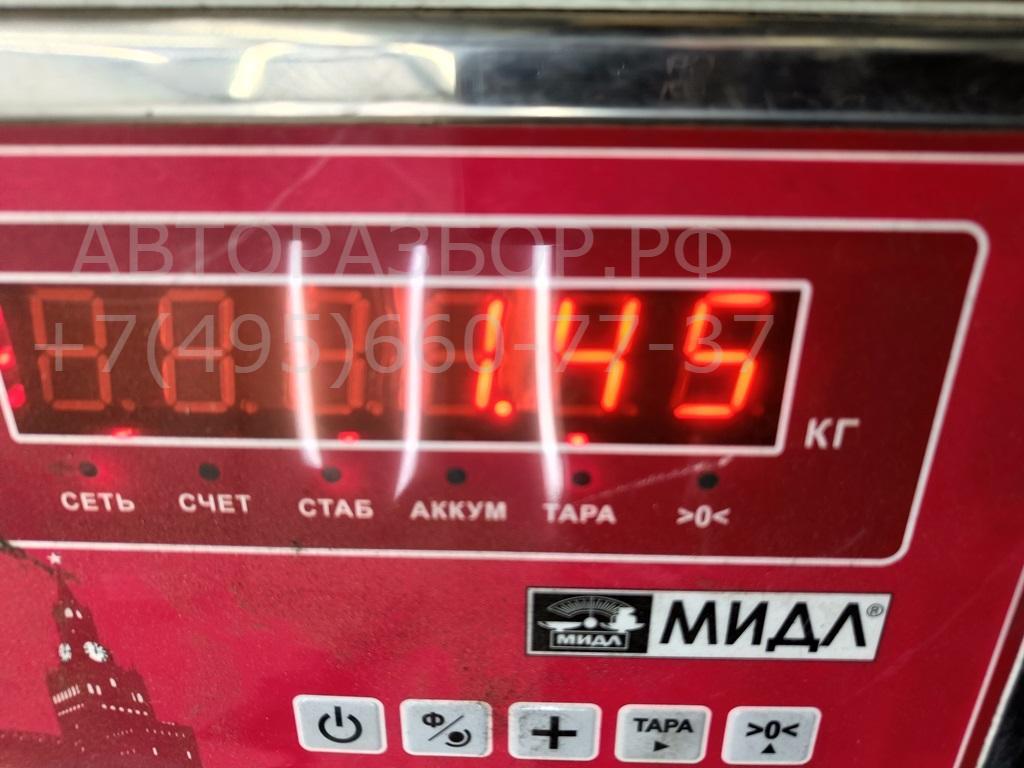 АВТОРАЗБОР.РФ
+7(495)660-77-37
1.45
КГ
СЕТЬ СЧЕТ СТАБ АККУМ ТАРА >0<
МИДЛ МИДЛ®
Ф ТАРА >0<